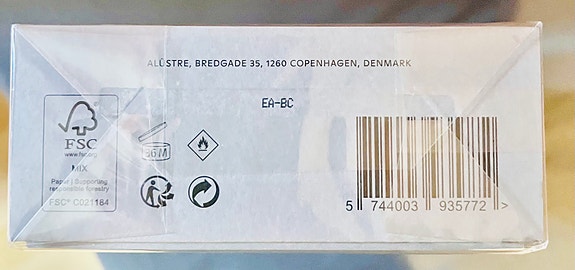 ALÜSTRE, BREDGADE 35, 1260 COPENHAGEN, DENMARK
EA-BC
FSC
www.fsc.org
MIX
Paper | Supporting
responsible forestry
FSC® C021184
36M
5 744003 935772 >